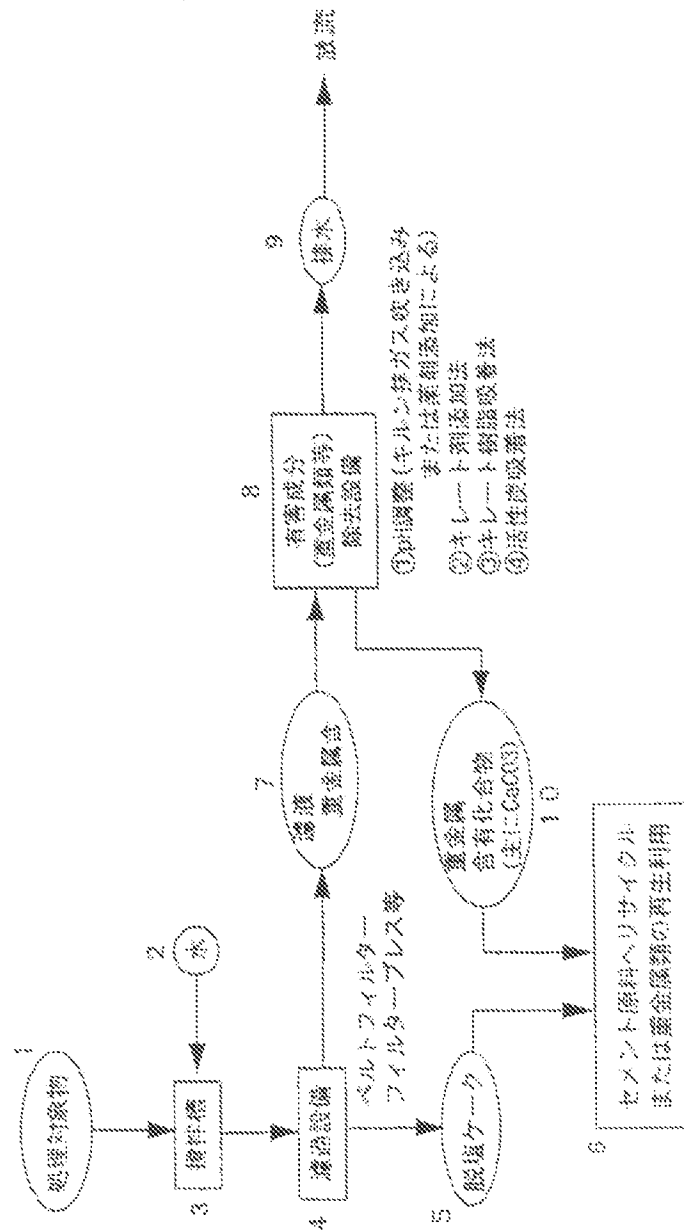 1
処理対象物
2
水
3
撹拌槽
4
濾過設備
ベルトフィルター
フィルタープレス等
5
脱塩ケーク
6
セメント原料へリサイクル
または重金属類の再生利用
7
濾液
重金属含
8
有害成分
(重金属類等)
除去設備
①pH調整(キルン排ガス吹き込み
または薬剤添加による)
②キレート剤添加法
③キレート樹脂吸着法
④活性炭吸着法
9
排水
放流
重金属
含有化合物
(主にCaCO3)
10